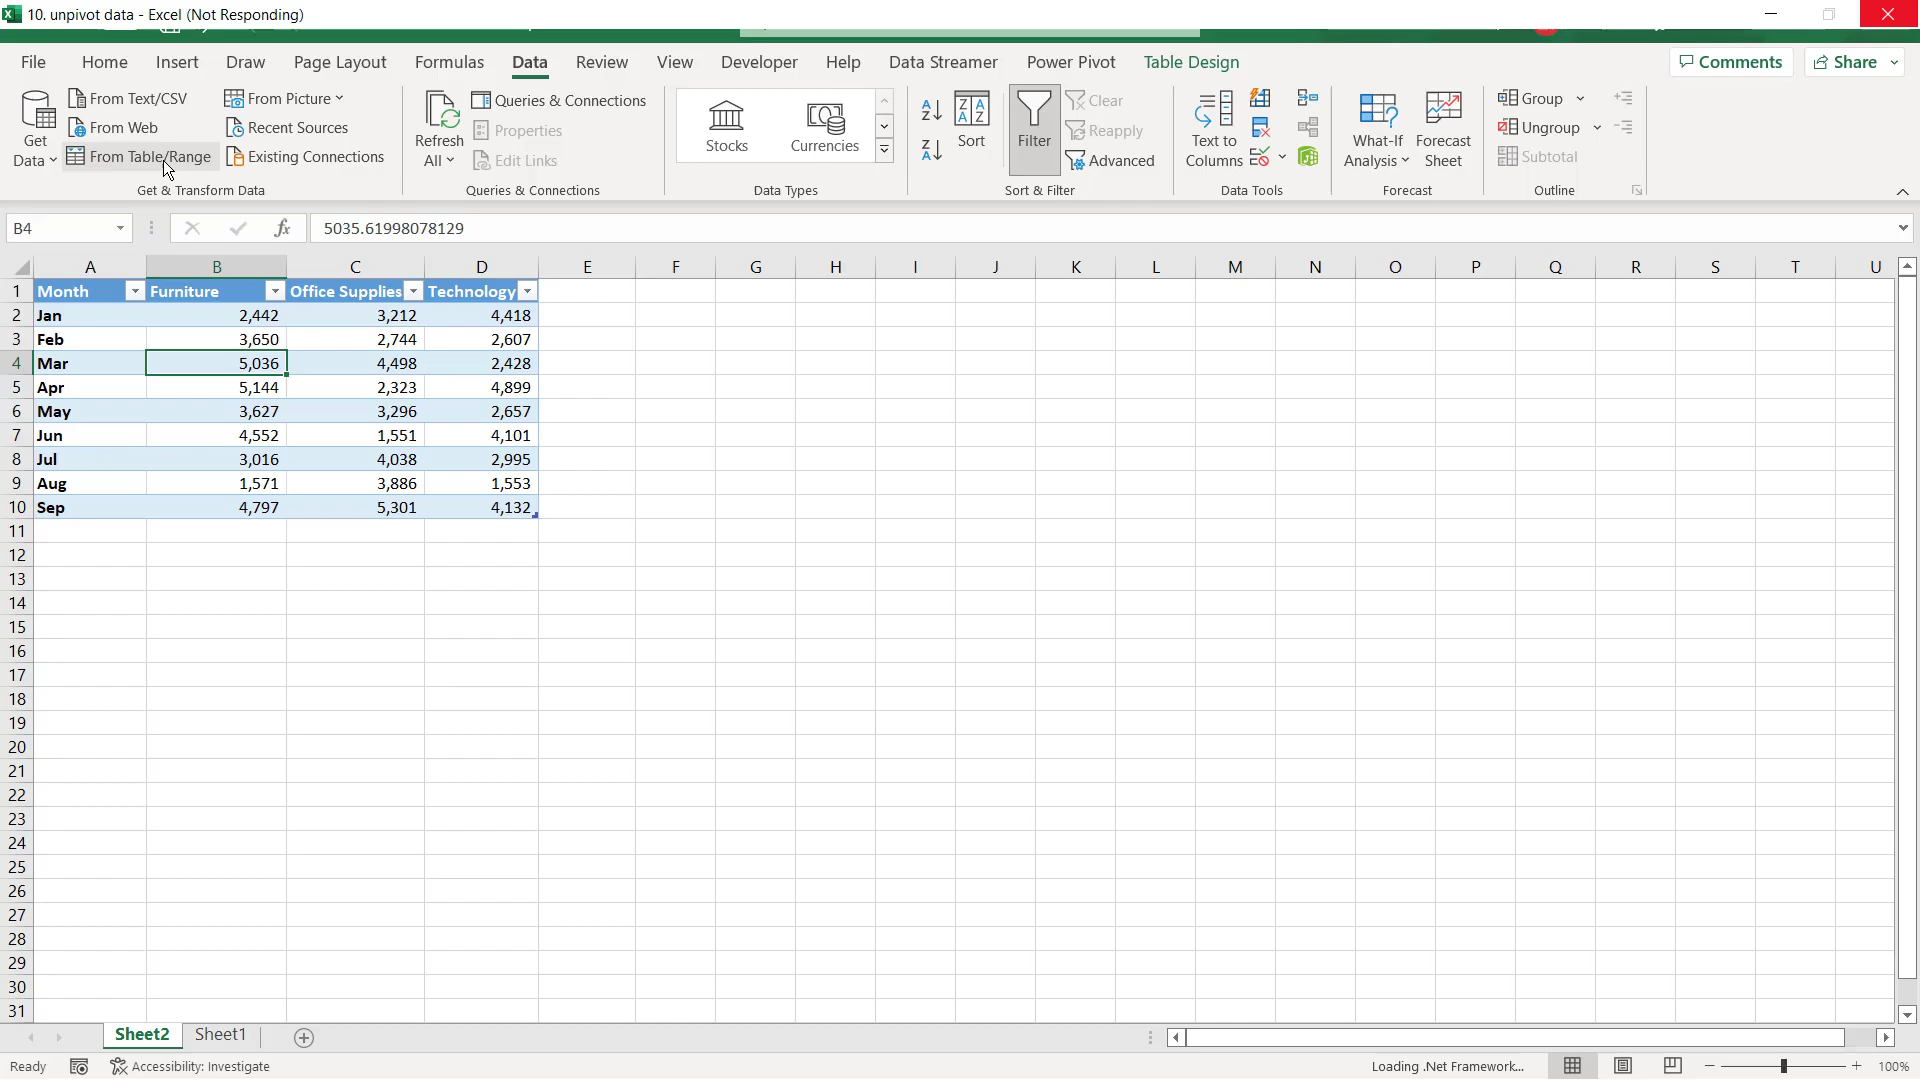 10. unpivot data - Excel (Not Responding)
File Home Insert Draw Page Layout Formulas Data Review View Developer Help Data Streamer Power Pivot Table Design Comments Share
Get Data
From Text/CSV
From Web
From Table/Range
From Picture
Recent Sources
Existing Connections
Get & Transform Data
Refresh All
Queries & Connections
Properties
Edit Links
Queries & Connections
Stocks
Currencies
Data Types
Sort
Filter
Clear
Reapply
Advanced
Sort & Filter
Text to Columns
Data Tools
What-If Analysis
Forecast Sheet
Forecast
Group
Ungroup
Subtotal
Outline
B4 fx 5035.61998078129
A B C D E F G H I J K L M N O P Q R S T U
1 Month Furniture Office Supplies Technology
2 Jan 2,442 3,212 4,418
3 Feb 3,650 2,744 2,607
4 Mar 5,036 4,498 2,428
5 Apr 5,144 2,323 4,899
6 May 3,627 3,296 2,657
7 Jun 4,552 1,551 4,101
8 Jul 3,016 4,038 2,995
9 Aug 1,571 3,886 1,553
10 Sep 4,797 5,301 4,132
11
12
13
14
15
16
17
18
19
20
21
22
23
24
25
26
27
28
29
30
31
Sheet2 Sheet1
Ready Accessibility: Investigate Loading .Net Framework... 100%